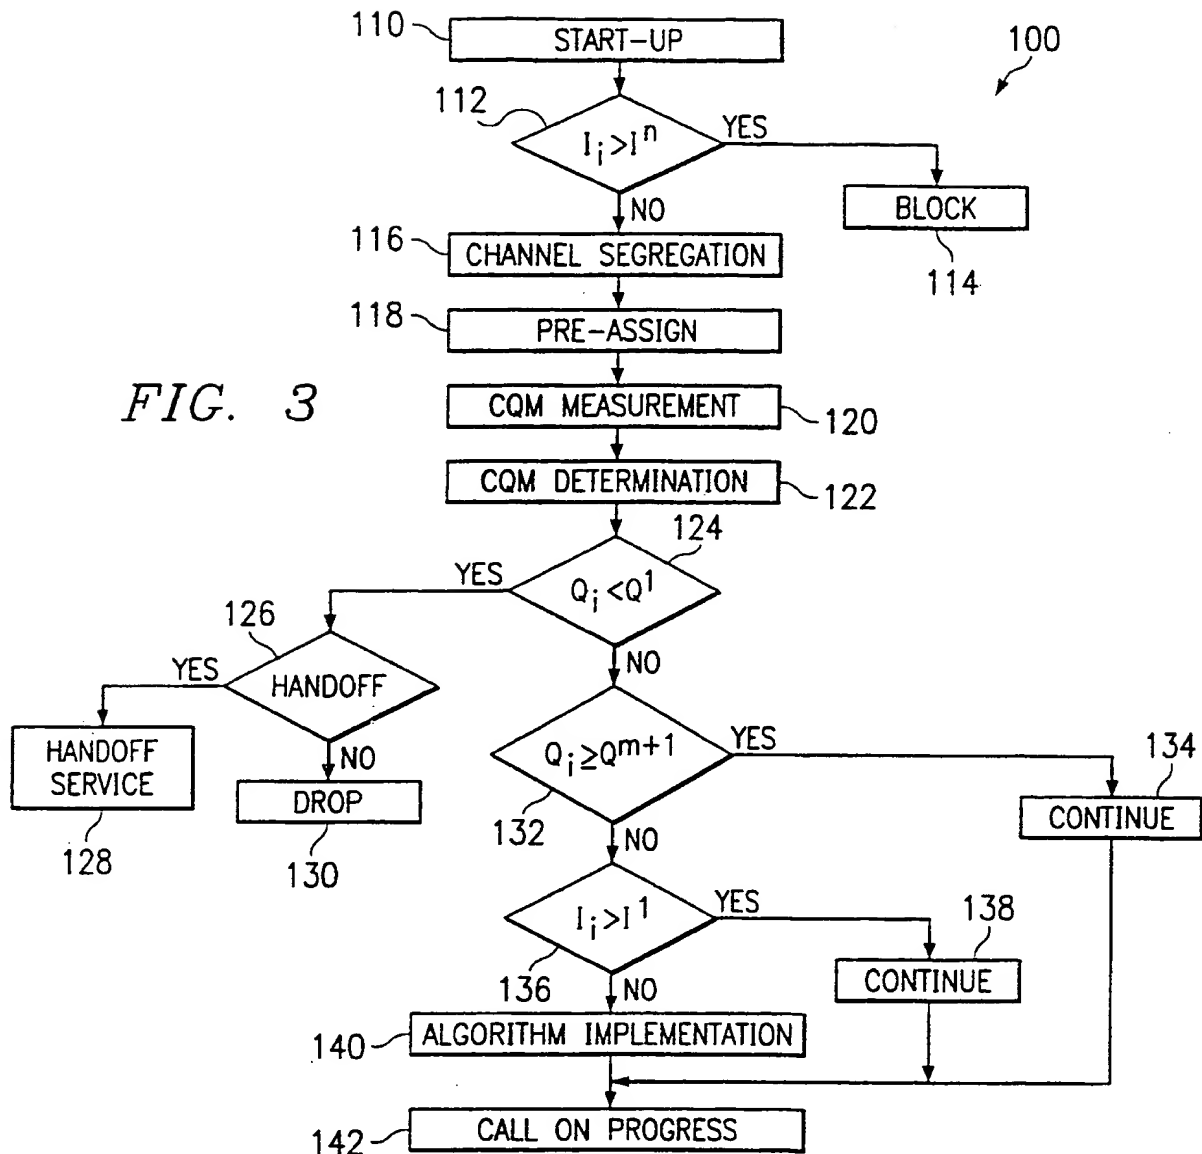 110
START-UP
100
112
I_i>I^n
YES
NO
BLOCK
114
116
CHANNEL SEGREGATION
118
PRE-ASSIGN
FIG. 3
CQM MEASUREMENT
120
CQM DETERMINATION
122
124
YES
Q_i<Q^1
NO
126
YES
HANDOFF
NO
HANDOFF
SERVICE
128
DROP
130
Q_i≥Q^{m+1}
YES
132
NO
134
CONTINUE
I_i>I^1
YES
136
NO
138
CONTINUE
140
ALGORITHM IMPLEMENTATION
142
CALL ON PROGRESS